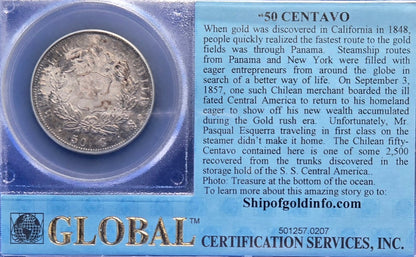 50 CENTAVO
When gold was discovered in California in 1848,
people quickly realized the fastest route to the gold
fields was through Panama. Steamship routes
from Panama and New York were filled with
eager entrepreneurs from around the globe in
search of a better way of life. On September 3,
1857, one such Chilean merchant boarded the ill
fated Central America to return to his homeland
eager to show off his new wealth accumulated
during the Gold rush era. Unfortunately, Mr.
Pasqual Esquerra traveling in first class on the
steamer didn't make it home. The Chilean fifty-
Centavo contained here is one of some 2,500
recovered from the trunks discovered in the
storage hold of the S. S. Central America..
Photo: Treasure at the bottom of the ocean.
To learn more about this amazing story go to:
Shipofgoldinfo.com
GLOBAL™
CERTIFICATION SERVICES, INC.
501257.0207